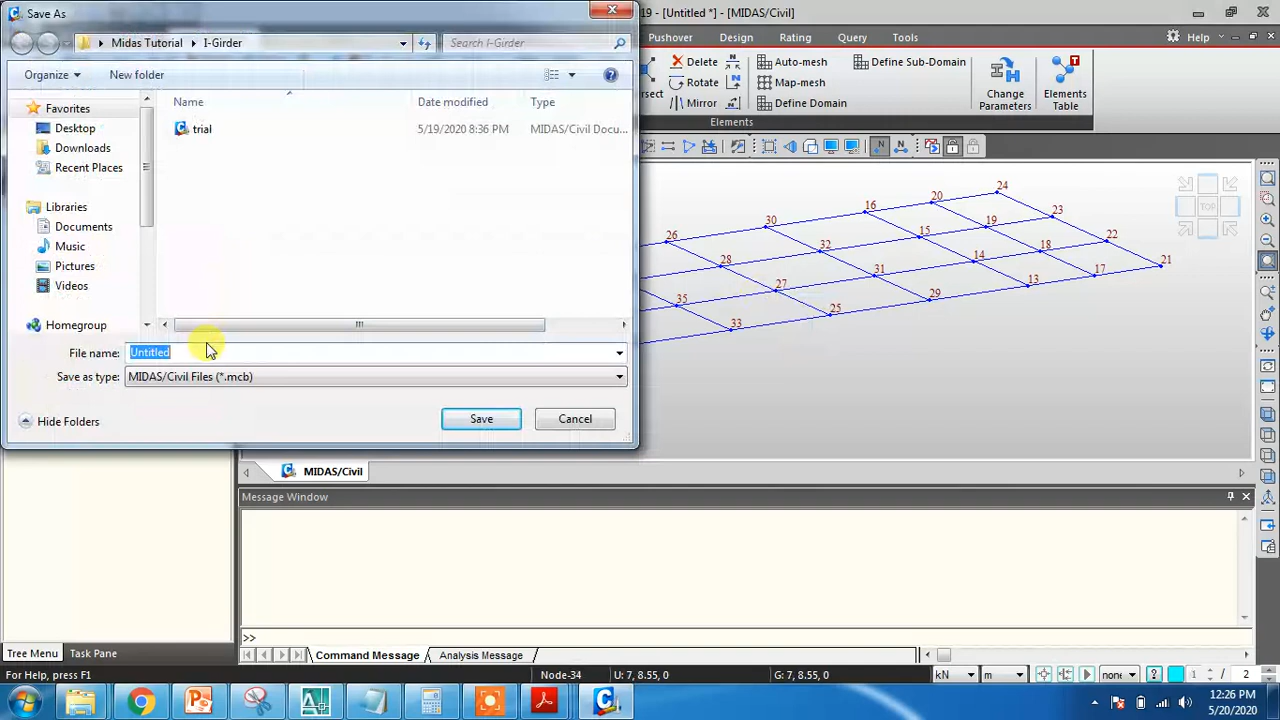 Save As
19 - [Untitled *] - [MIDAS/Civil]
Midas Tutorial
I-Girder
Search I-Girder
Pushover
Design
Rating
Query
Tools
Help
Organize
New folder
Delete
Auto-mesh
Define Sub-Domain
Rotate
Map-mesh
Mirror
Define Domain
Change
Parameters
Elements
Table
Elements
Name
Date modified
Type
trial
5/19/2020 8:36 PM
MIDAS/Civil Docu...
Favorites
Desktop
Downloads
Recent Places
Libraries
Documents
Music
Pictures
Videos
Homegroup
File name:
Untitled
Save as type:
MIDAS/Civil Files (*.mcb)
Hide Folders
Save
Cancel
24
20
16
30
26
23
19
15
32
28
22
18
14
31
27
35
21
17
13
29
25
33
TOP
MIDAS/Civil
Message Window
>>
Tree Menu
Task Pane
Command Message
Analysis Message
For Help, press F1
Node-34
U: 7, 8.55, 0
G: 7, 8.55, 0
kN
m
none
?
1
/
2
12:26 PM
5/20/2020